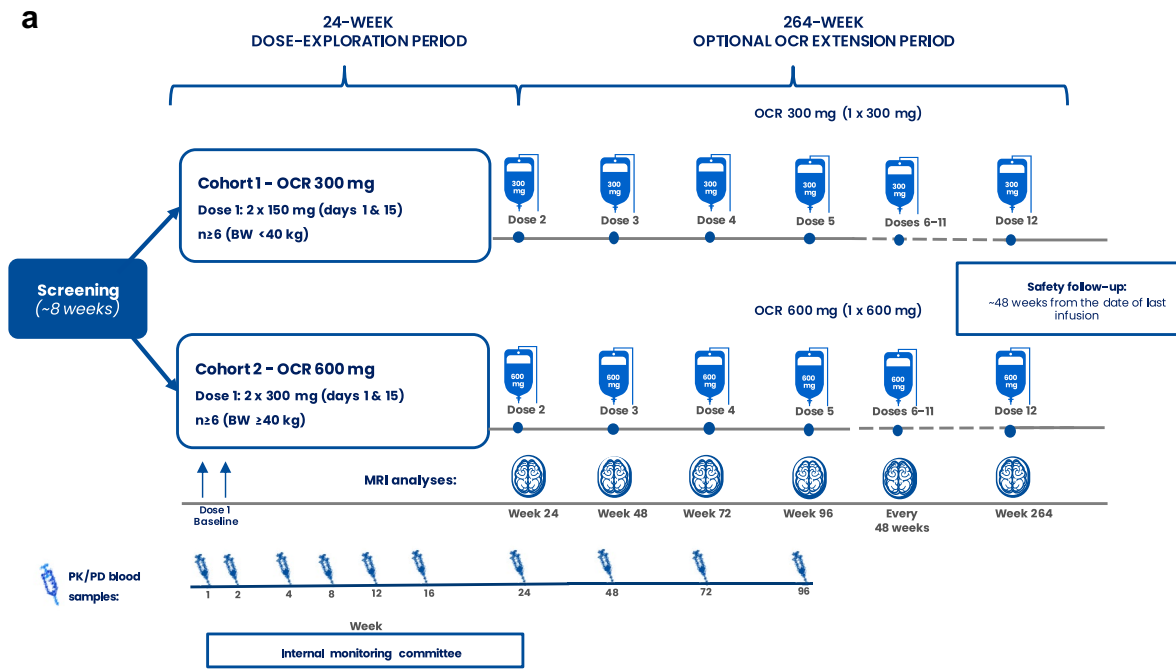 a
24-WEEK
DOSE-EXPLORATION PERIOD
264-WEEK
OPTIONAL OCR EXTENSION PERIOD
OCR 300 mg (1 x 300 mg)
Cohort 1 - OCR 300 mg
Dose 1: 2 x 150 mg (days 1 & 15)
n≥6 (BW <40 kg)
300 mg
300 mg
300 mg
300 mg
300 mg
300 mg
Dose 2
Dose 3
Dose 4
Dose 5
Doses 6-11
Dose 12
Screening
(~8 weeks)
Safety follow-up:
~48 weeks from the date of last
infusion
OCR 600 mg (1 x 600 mg)
Cohort 2 - OCR 600 mg
Dose 1: 2 x 300 mg (days 1 & 15)
n≥6 (BW ≥40 kg)
600 mg
600 mg
600 mg
600 mg
600 mg
600 mg
Dose 2
Dose 3
Dose 4
Dose 5
Doses 6-11
Dose 12
MRI analyses:
Dose 1
Baseline
Week 24
Week 48
Week 72
Week 96
Every
48 weeks
Week 264
PK/PD blood
samples:
1
2
4
8
12
16
24
48
72
96
Week
Internal monitoring committee